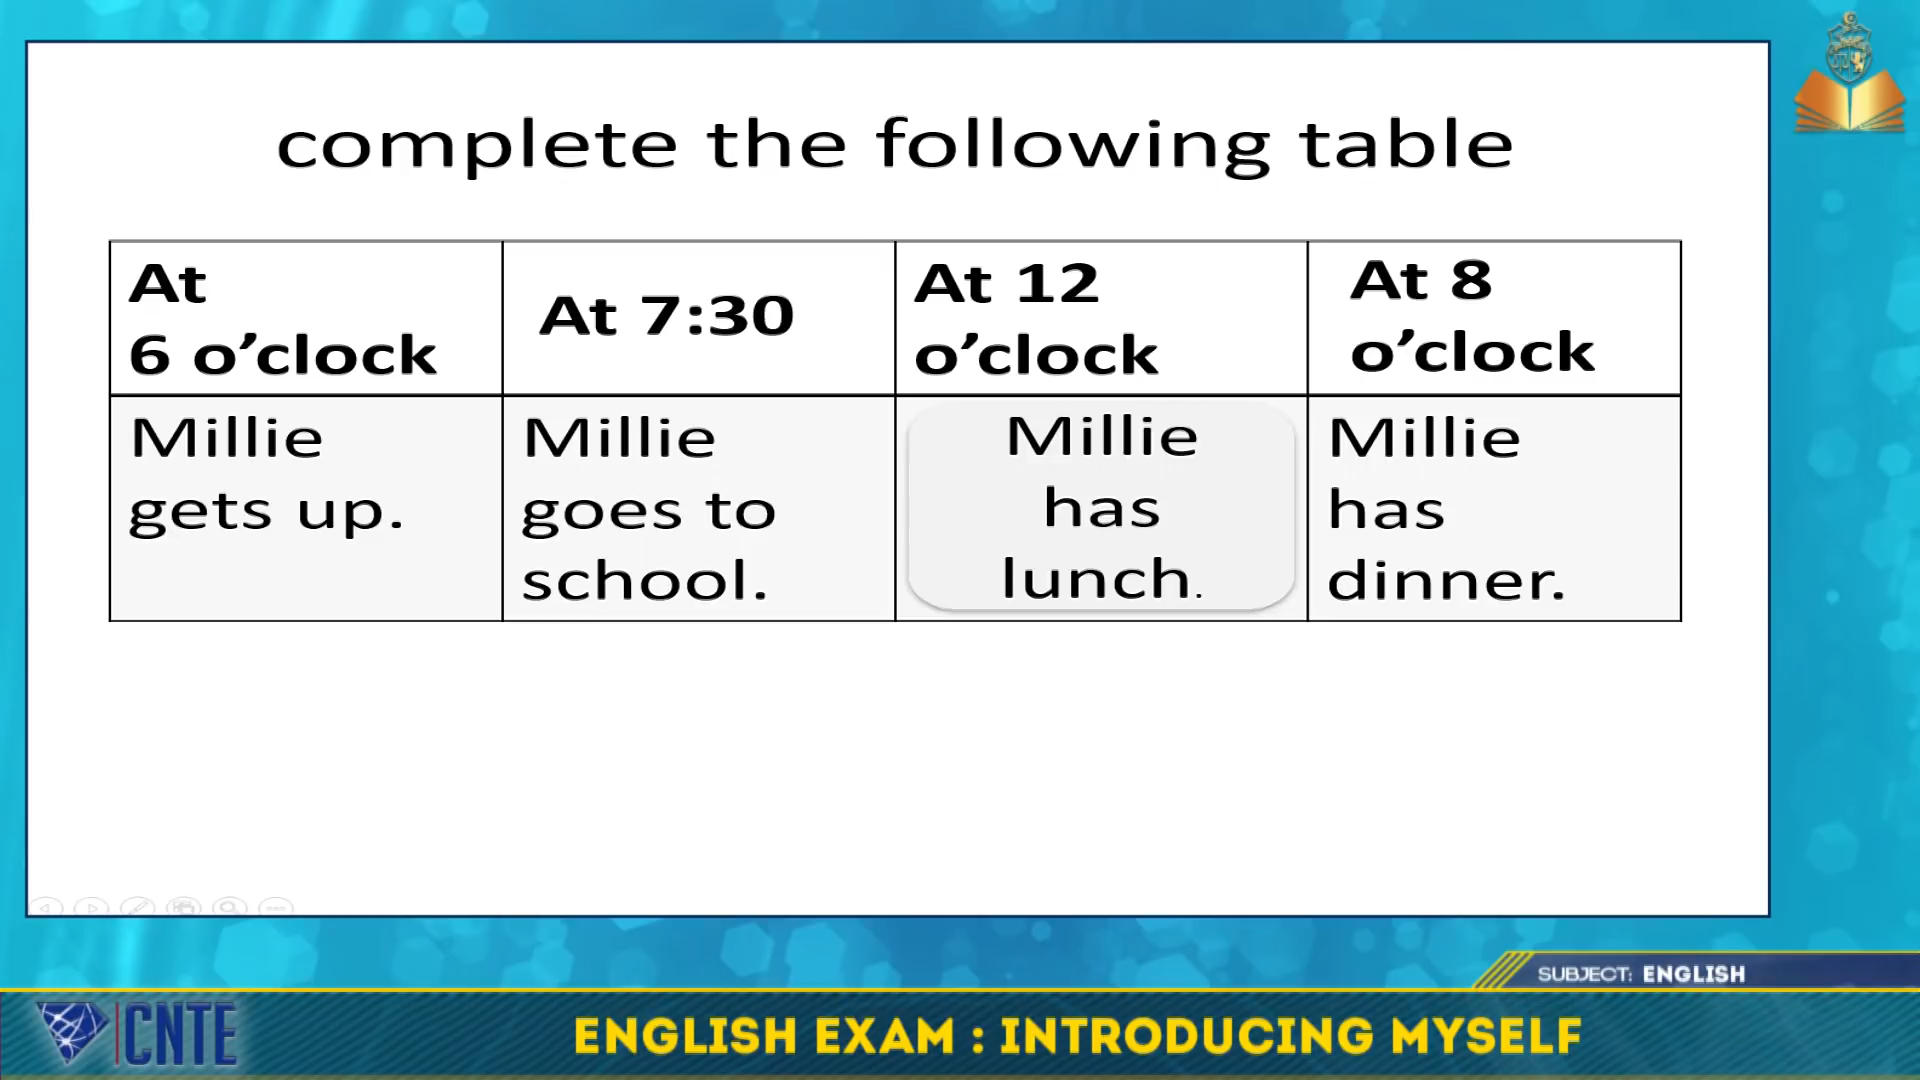 complete the following table
At
6 o’clock
At 7:30
At 12
o’clock
At 8
o’clock
Millie
gets up.
Millie
goes to
school.
Millie
has
lunch.
Millie
has
dinner.
SUBJECT: ENGLISH
CNTE
ENGLISH EXAM : INTRODUCING MYSELF